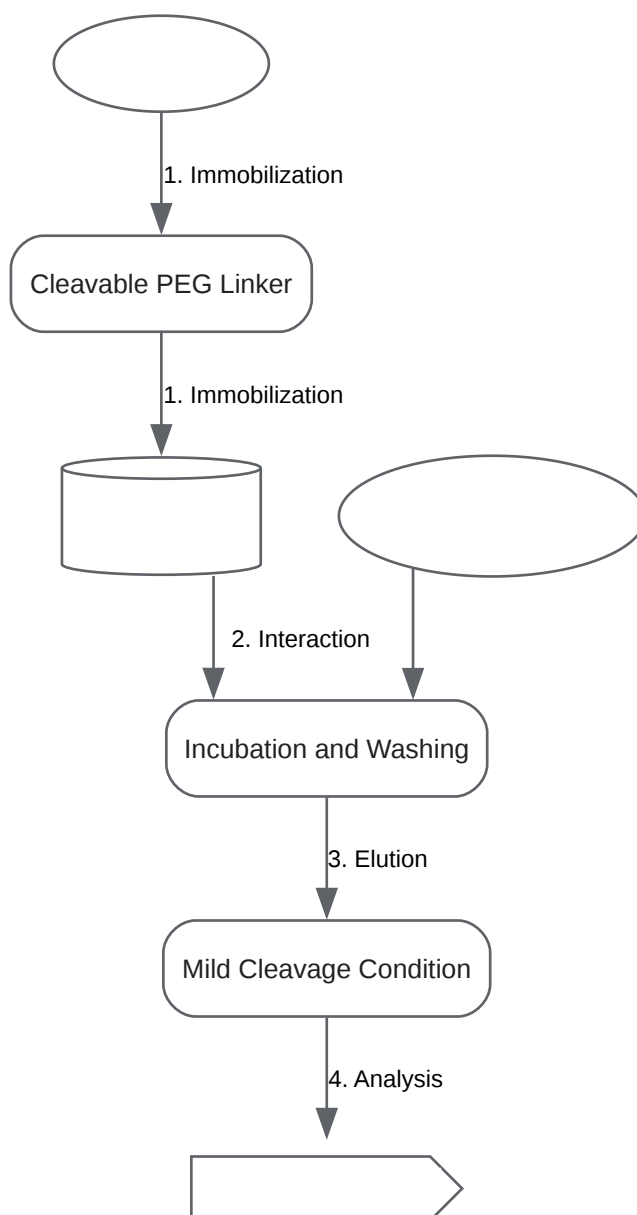 1. Immobilization
Cleavable PEG Linker
1. Immobilization
2. Interaction
Incubation and Washing
3. Elution
Mild Cleavage Condition
4. Analysis